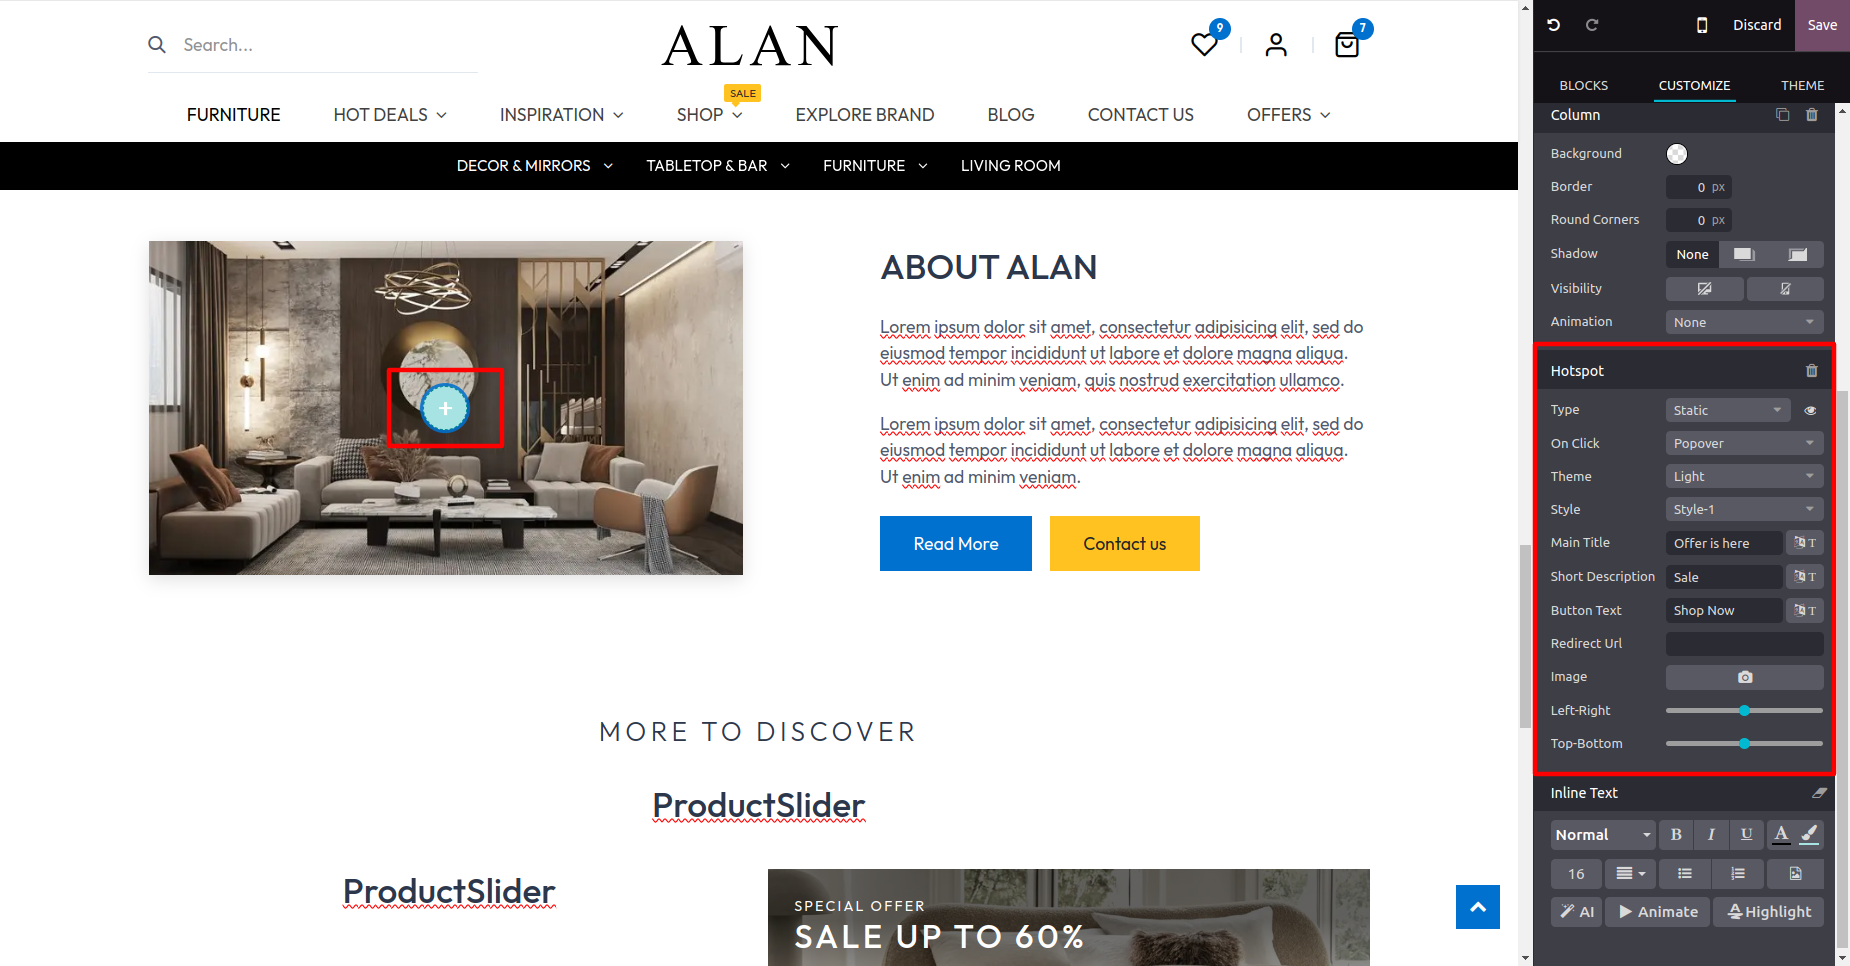 Search...
ALAN
9
7
Discard
Save
FURNITURE
HOT DEALS
INSPIRATION
SHOP
SALE
EXPLORE BRAND
BLOG
CONTACT US
OFFERS
DECOR & MIRRORS
TABLETOP & BAR
FURNITURE
LIVING ROOM
ABOUT ALAN
Lorem ipsum dolor sit amet, consectetur adipisicing elit, sed do
eiusmod tempor incididunt ut labore et dolore magna aliqua.
Ut enim ad minim veniam, quis nostrud exercitation ullamco.
Lorem ipsum dolor sit amet, consectetur adipisicing elit, sed do
eiusmod tempor incididunt ut labore et dolore magna aliqua.
Ut enim ad minim veniam.
Read More
Contact us
MORE TO DISCOVER
ProductSlider
ProductSlider
SPECIAL OFFER
SALE UP TO 60%
BLOCKS
CUSTOMIZE
THEME
Column
Background
Border 0 px
Round Corners 0 px
Shadow None
Visibility
Animation None
Hotspot
Type Static
On Click Popover
Theme Light
Style Style-1
Main Title Offer is here T
Short Description Sale T
Button Text Shop Now T
Redirect Url
Image
Left-Right
Top-Bottom
Inline Text
Normal B I U A
16
AI Animate Highlight